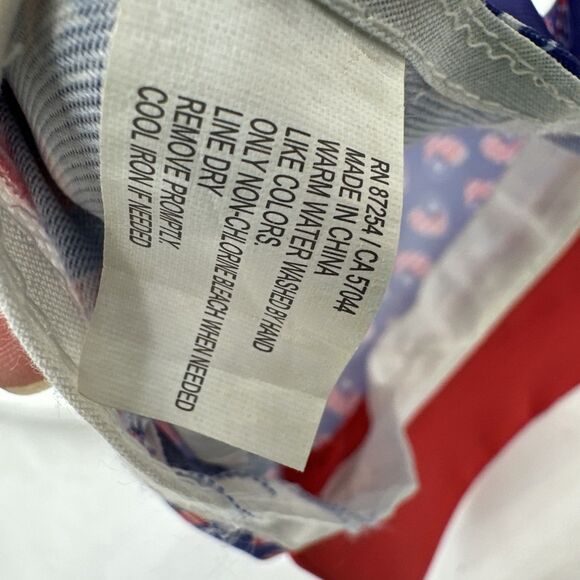 RN 87254 / CA 57044
MADE IN CHINA
WARM WATER WASHED BY HAND
LIKE COLORS.
ONLY NON-CHLORIVE BLEACH WHEN NEEDED
LINE DRY
REMOVE PROMPTLY.
COOL IRON IF NEEDED